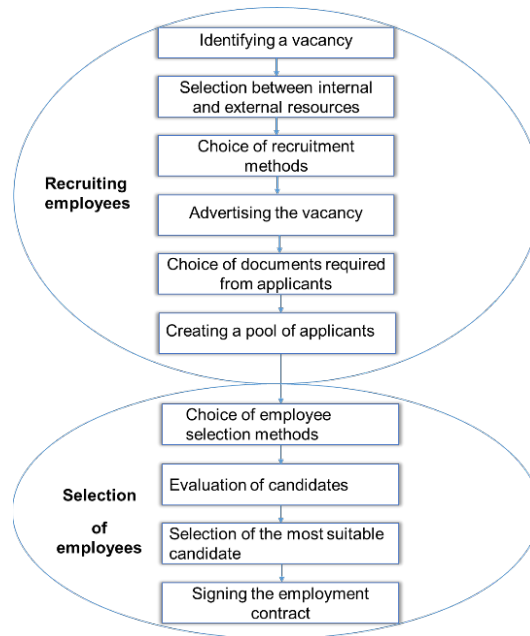 Identifying a vacancy
Selection between internal
and external resources
Choice of recruitment
methods
Recruiting
employees
Advertising the vacancy
Choice of documents required
from applicants
Creating a pool of applicants
Choice of employee
selection methods
Evaluation of candidates
Selection
of
employees
Selection of the most suitable
candidate
Signing the employment
contract